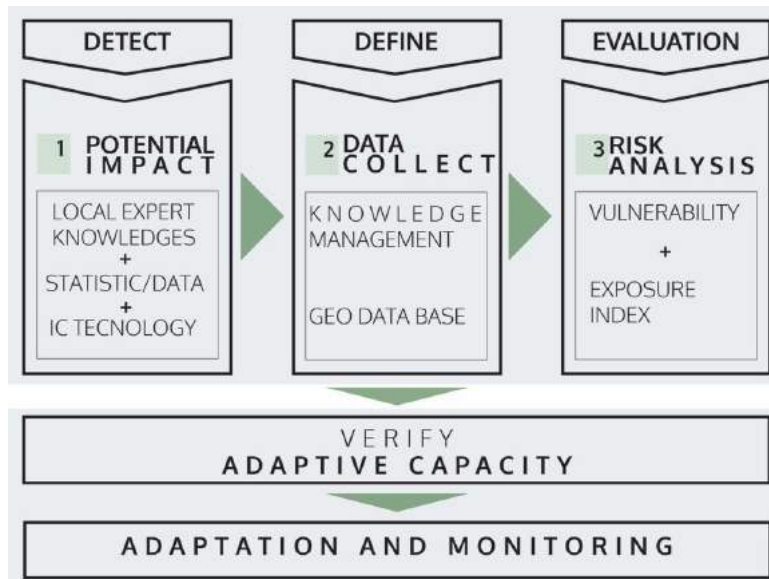 DETECT
1 POTENTIAL
IMPACT
LOCAL EXPERT
KNOWLEDGES
+
STATISTIC/DATA
+
IC TECNOLOGY
DEFINE
2 DATA
COLLECT
KNOWLEDGE
MANAGEMENT
GEO DATA BASE
EVALUATION
3 RISK
ANALYSIS
VULNERABILITY
+
EXPOSURE
INDEX
VERIFY
ADAPTIVE CAPACITY
ADAPTATION AND MONITORING